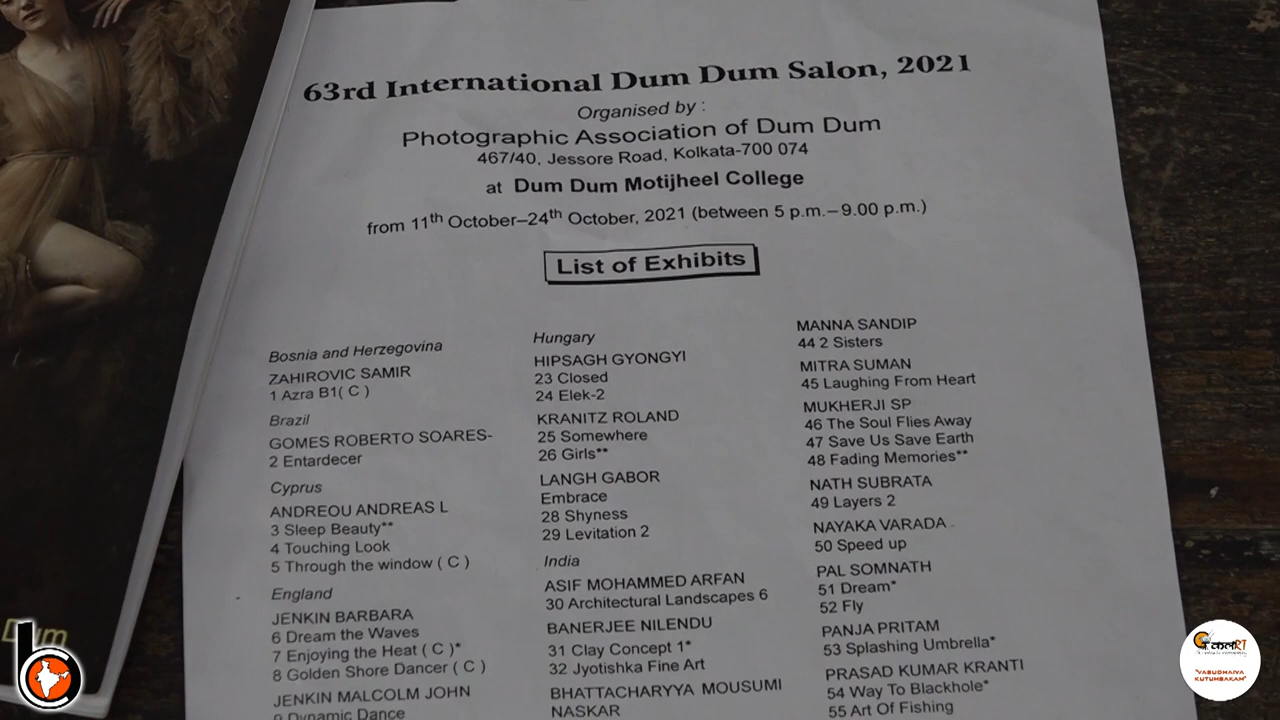 63rd International Dum Dum Salon, 2021
Organised by :
Photographic Association of Dum Dum
467/40, Jessore Road, Kolkata-700 074
at Dum Dum Motijheel College
from 11th October–24th October, 2021 (between 5 p.m.–9.00 p.m.)
List of Exhibits
Bosnia and Herzegovina
ZAHIROVIC SAMIR
1 Azra B1( C )
Brazil
GOMES ROBERTO SOARES-
2 Entardecer
Cyprus
ANDREOU ANDREAS L
3 Sleep Beauty**
4 Touching Look
5 Through the window ( C )
England
JENKIN BARBARA
6 Dream the Waves
7 Enjoying the Heat ( C )*
8 Golden Shore Dancer ( C )
JENKIN MALCOLM JOHN
9 Dynamic Dance
Hungary
HIPSAGH GYONGYI
23 Closed
24 Elek-2
KRANITZ ROLAND
25 Somewhere
26 Girls**
LANGH GABOR
Embrace
28 Shyness
29 Levitation 2
India
ASIF MOHAMMED ARFAN
30 Architectural Landscapes 6
BANERJEE NILENDU
31 Clay Concept 1*
32 Jyotishka Fine Art
BHATTACHARYYA MOUSUMI
NASKAR
MANNA SANDIP
44 2 Sisters
MITRA SUMAN
45 Laughing From Heart
MUKHERJI SP
46 The Soul Flies Away
47 Save Us Save Earth
48 Fading Memories**
NATH SUBRATA
49 Layers 2
NAYAKA VARADA
50 Speed up
PAL SOMNATH
51 Dream*
52 Fly
PANJA PRITAM
53 Splashing Umbrella*
PRASAD KUMAR KRANTI
54 Way To Blackhole*
55 Art Of Fishing
Dum
"VASUDHAIVA
KUTUMBAKAM"